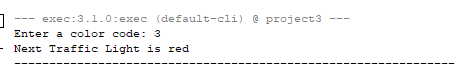 --- exec:3.1.0:exec (default-cli) @ project3 ---
Enter a color code: 3
Next Traffic Light is red
------------------------------------------------------------------------